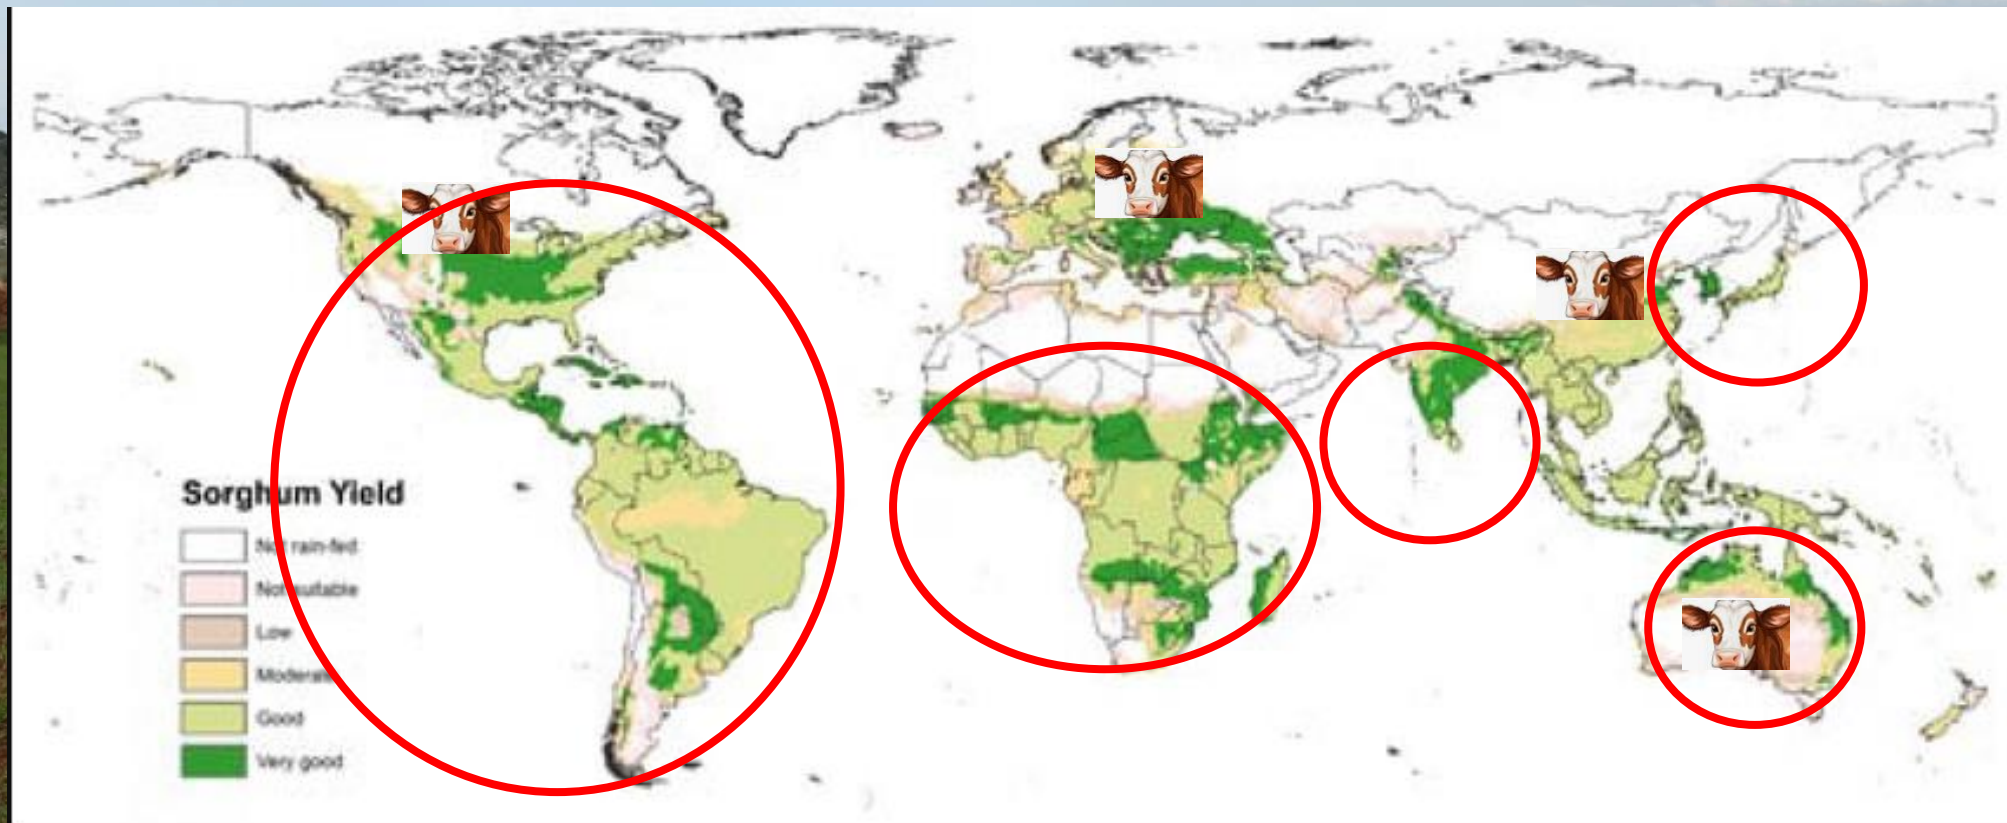 Sorghum Yield
Not rain-fed
Not suitable
Low
Moderate
Good
Very good